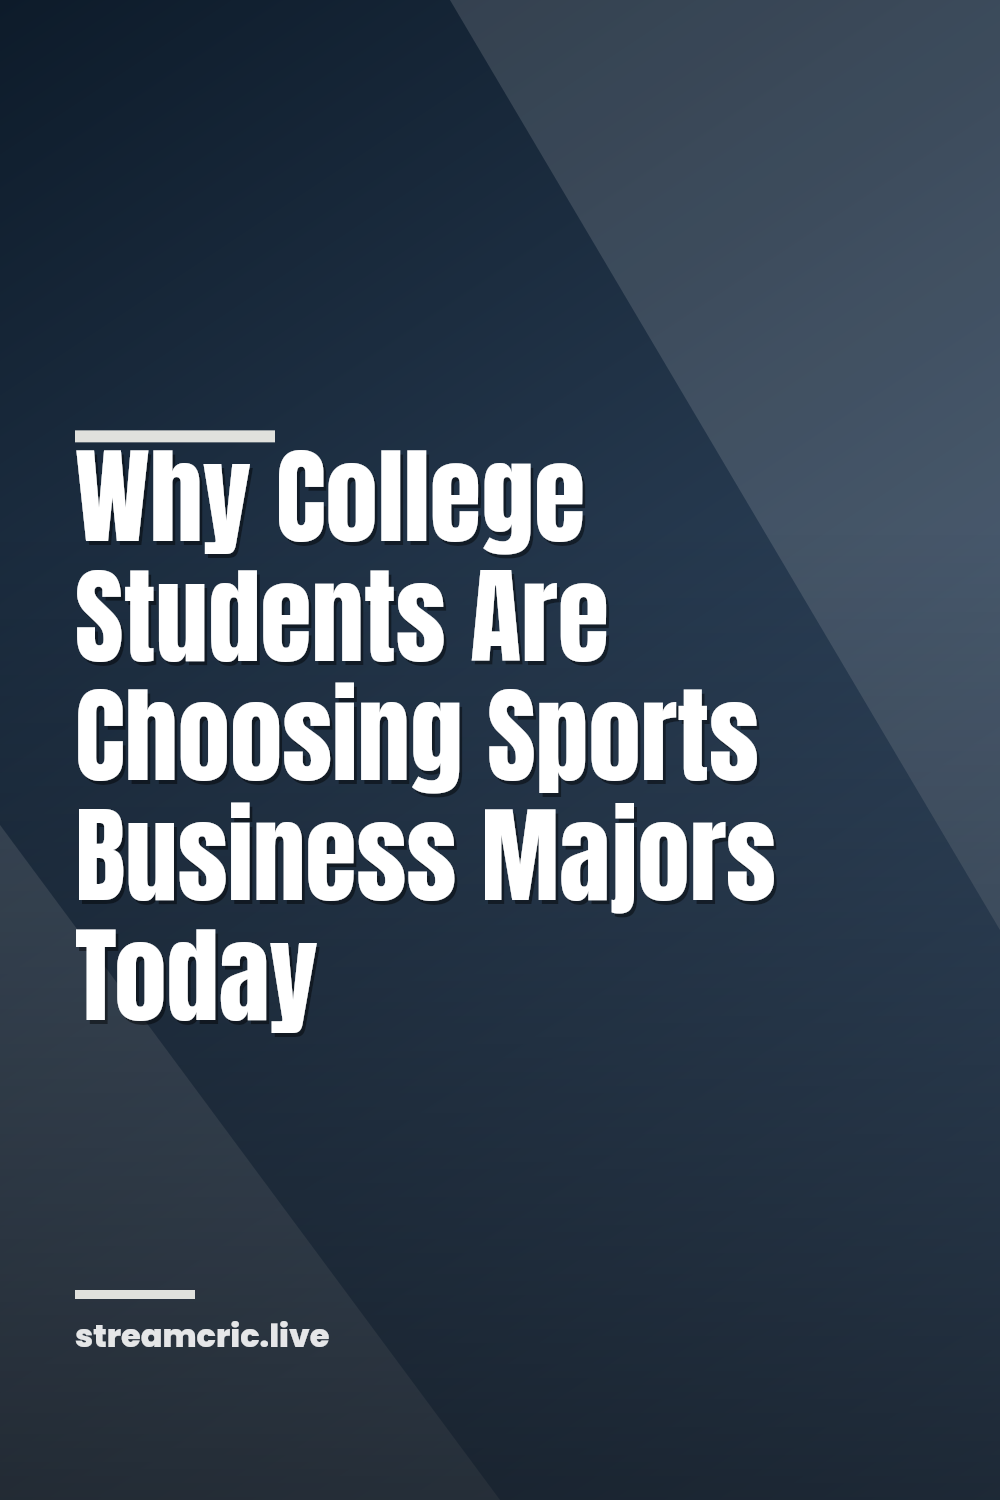 Why College
Students Are
Choosing Sports
Business Majors
Today
streamcric.live